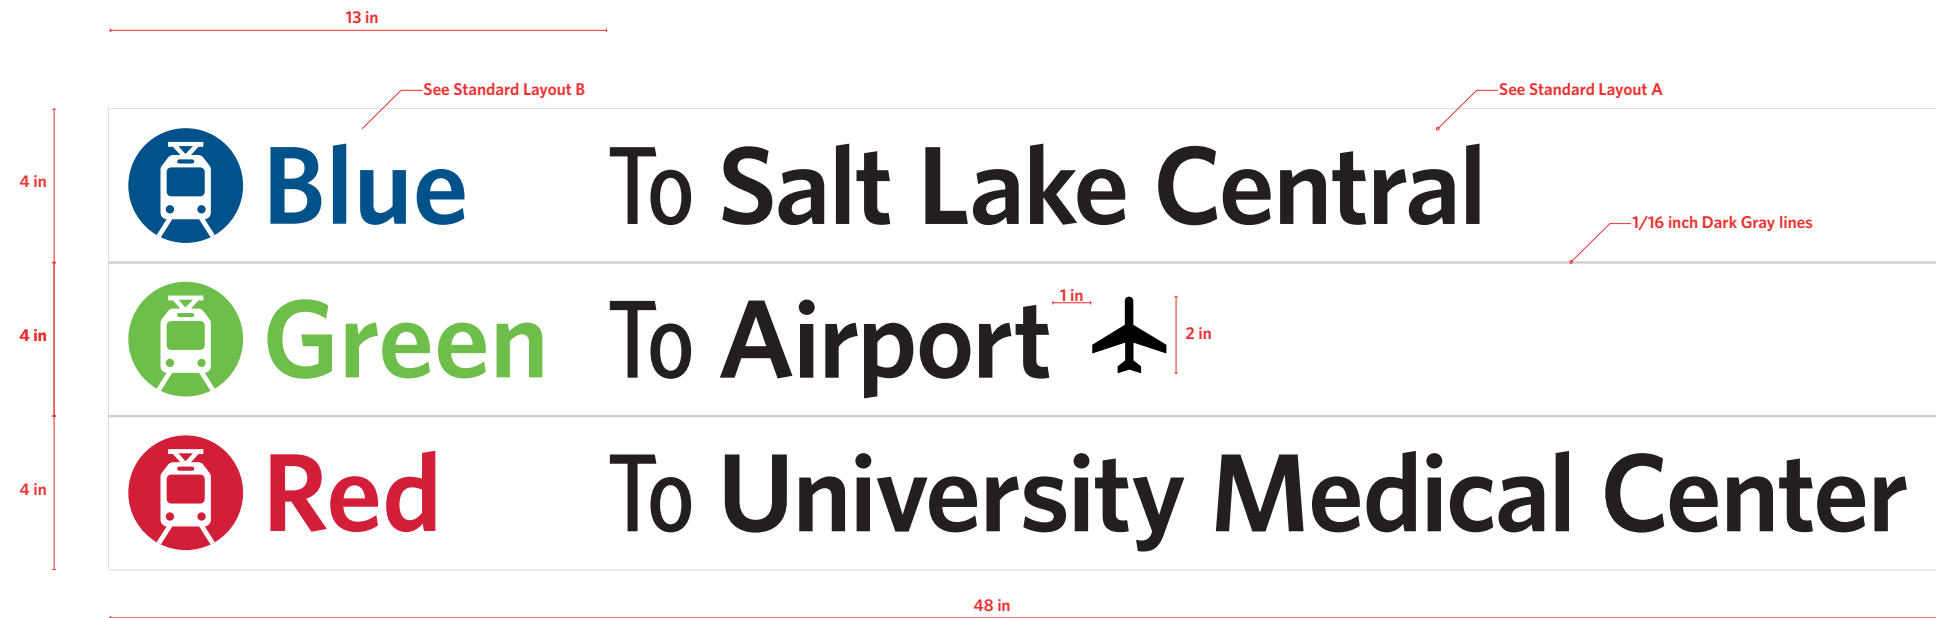 13 in
See Standard Layout B
See Standard Layout A
4 in
Blue To Salt Lake Central
1/16 inch Dark Gray lines
4 in
Green To Airport
1 in
2 in
4 in
Red To University Medical Center
48 in